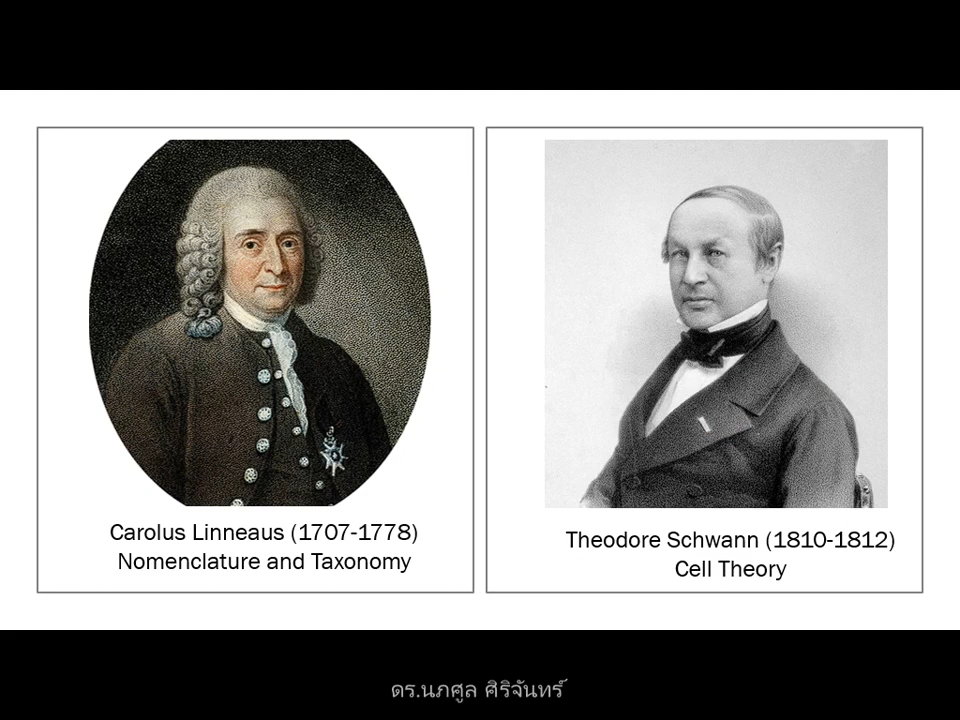 Carolus Linneaus (1707-1778)
Nomenclature and Taxonomy
Theodore Schwann (1810-1812)
Cell Theory
ดร.นภศูล ศิริจันทร์